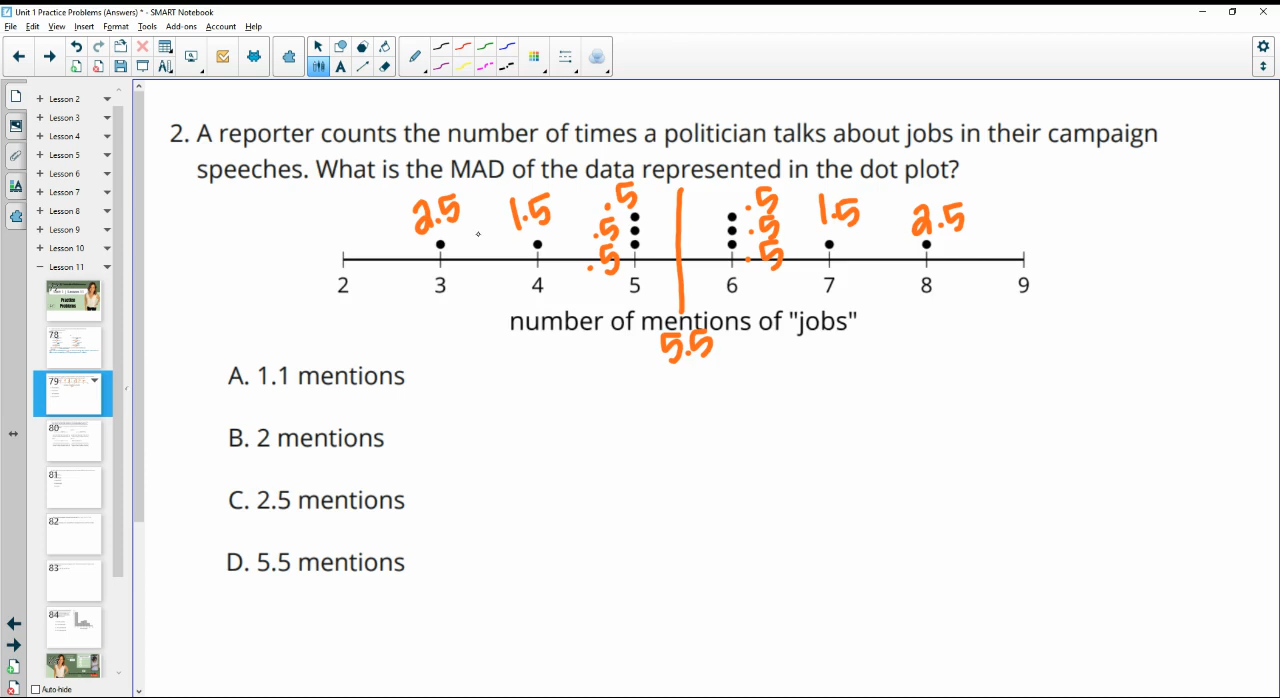 Unit 1 Practice Problems (Answers) * - SMART Notebook
File Edit View Insert Format Tools Add-ons Account Help
Lesson 2
Lesson 3
Lesson 4
Lesson 5
Lesson 6
Lesson 7
Lesson 8
Lesson 9
Lesson 10
Lesson 11
Practice
Problems
78
79
80
81
82
83
84
Auto-hide
2. A reporter counts the number of times a politician talks about jobs in their campaign
speeches. What is the MAD of the data represented in the dot plot?
2.5 1.5 .5 .5 1.5 2.5
.5 .5
.5 .5
2 3 4 5 6 7 8 9
number of mentions of "jobs"
5.5
A. 1.1 mentions
B. 2 mentions
C. 2.5 mentions
D. 5.5 mentions